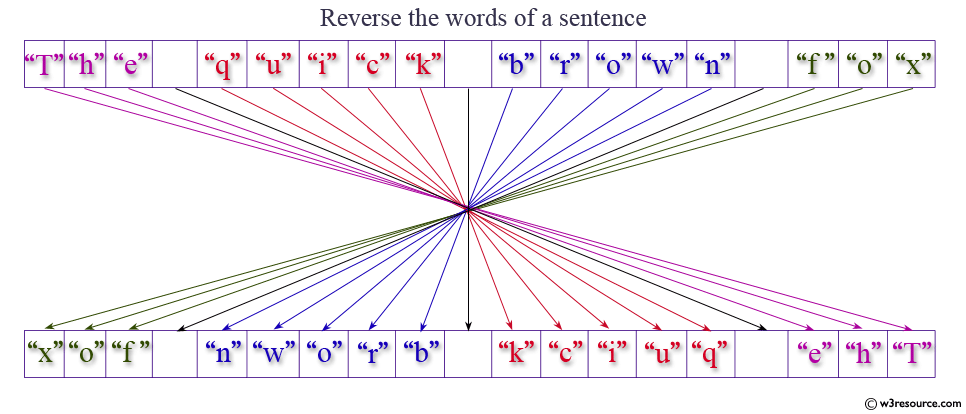 Reverse the words of a sentence
“T” “h” “e” “q” “u” “i” “c” “k” “b” “r” “o” “w” “n” “f” “o” “x”
“x” “o” “f” “n” “w” “o” “r” “b” “k” “c” “i” “u” “q” “e” “h” “T”
© w3resource.com